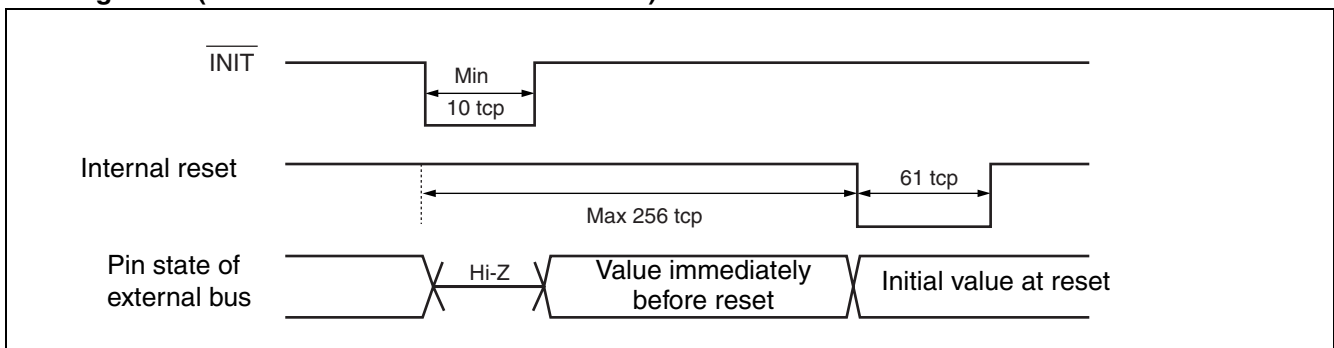 INIT
Min
10 tcp
Internal reset
61 tcp
Max 256 tcp
Pin state of
external bus
Hi-Z
Value immediately
before reset
Initial value at reset